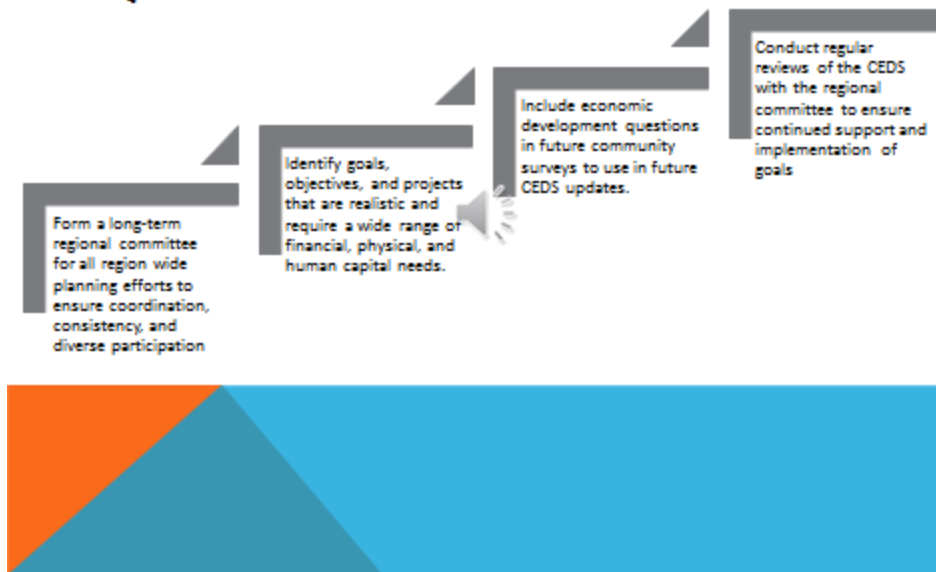 Form a long-term
regional committee
for all region wide
planning efforts to
ensure coordination,
consistency, and
diverse participation
Identify goals,
objectives, and projects
that are realistic and
require a wide range of
financial, physical, and
human capital needs.
Include economic
development questions
in future community
surveys to use in future
CEDS updates.
Conduct regular
reviews of the CEDS
with the regional
committee to ensure
continued support and
implementation of
goals